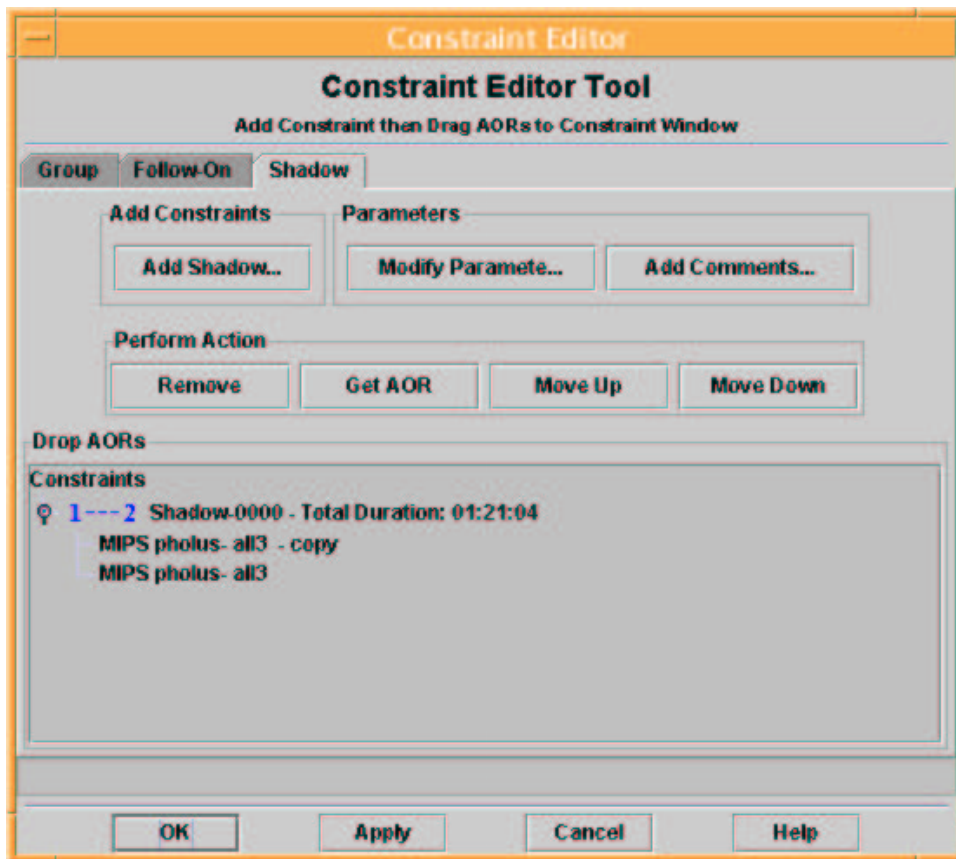 Constraint Editor
Constraint Editor Tool
Add Constraint then Drag AORs to Constraint Window
Group Follow-On Shadow
Add Constraints Parameters
Add Shadow... Modify Paramete... Add Comments...
Perform Action
Remove Get AOR Move Up Move Down
Drop AORs
Constraints
1---2 Shadow-0000 - Total Duration: 01:21:04
MIPS pholus- all3 - copy
MIPS pholus- all3
OK Apply Cancel Help